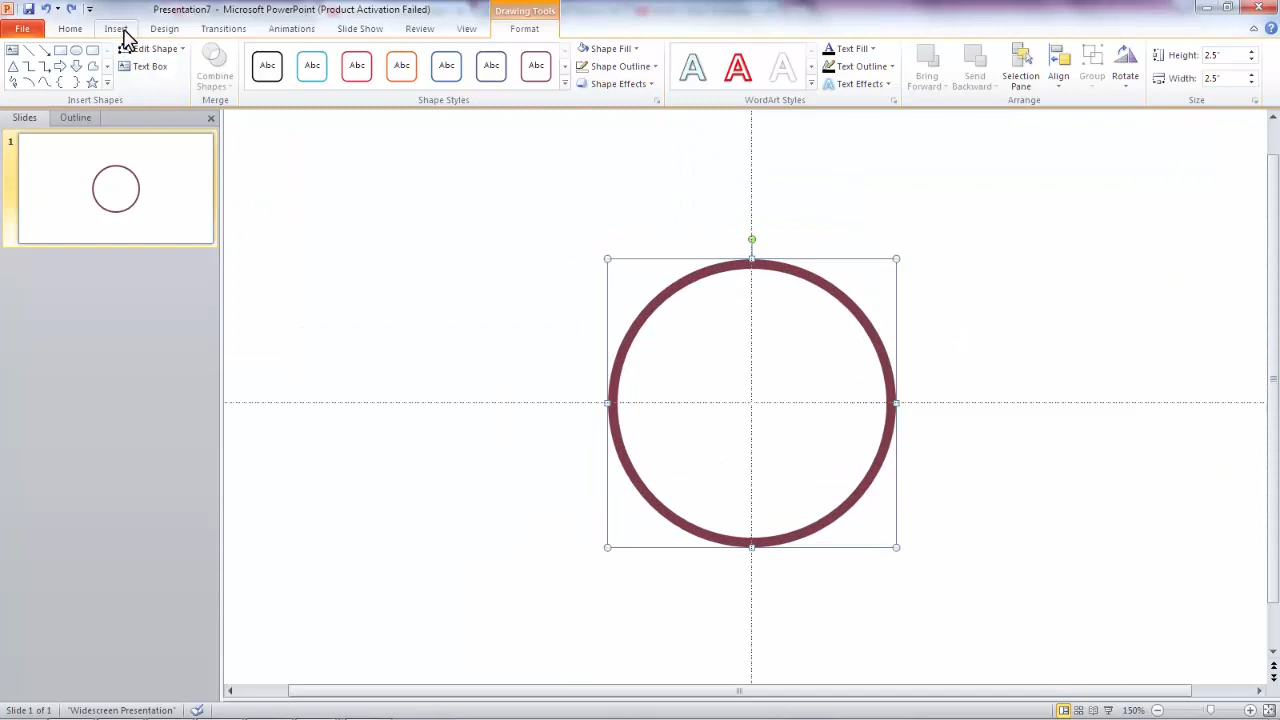 Presentation7 - Microsoft PowerPoint (Product Activation Failed)
Drawing Tools
File Home Insert Design Transitions Animations Slide Show Review View Format
Edit Shape
Text Box
Insert Shapes
Combine Shapes
Merge
Abc Abc Abc Abc Abc Abc Abc
Shape Styles
Shape Fill
Shape Outline
Shape Effects
A A A
WordArt Styles
Text Fill
Text Outline
Text Effects
Bring Forward
Send Backward
Selection Pane
Align
Group
Rotate
Arrange
Height: 2.5"
Width: 2.5"
Size
Slides Outline
1
Slide 1 of 1 "Widescreen Presentation" 150%